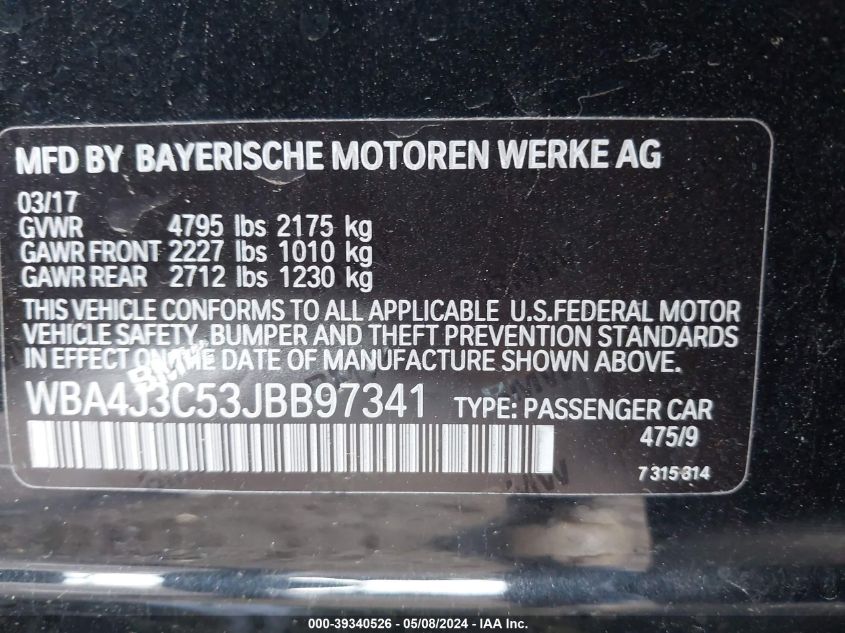 MFD BY BAYERISCHE MOTOREN WERKE AG
03/17
GVWR 4795 lbs 2175 kg
GAWR FRONT 2227 lbs 1010 kg
GAWR REAR 2712 lbs 1230 kg
THIS VEHICLE CONFORMS TO ALL APPLICABLE U.S.FEDERAL MOTOR
VEHICLE SAFETY, BUMPER AND THEFT PREVENTION STANDARDS
IN EFFECT ON THE DATE OF MANUFACTURE SHOWN ABOVE.
BMW
WBA4J3C53JBB97341 TYPE: PASSENGER CAR
475/9
7 315 314
000-39340526 - 05/08/2024 - IAA Inc.